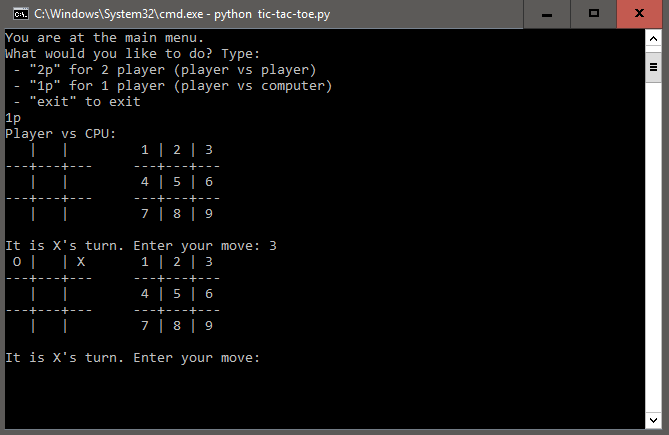 C:\Windows\System32\cmd.exe - python  tic-tac-toe.py
You are at the main menu.
What would you like to do? Type:
 - "2p" for 2 player (player vs player)
 - "1p" for 1 player (player vs computer)
 - "exit" to exit
1p
Player vs CPU:
   |   |         1 | 2 | 3
---+---+---     ---+---+---
   |   |         4 | 5 | 6
---+---+---     ---+---+---
   |   |         7 | 8 | 9
It is X's turn. Enter your move: 3
 O |   | X       1 | 2 | 3
---+---+---     ---+---+---
   |   |         4 | 5 | 6
---+---+---     ---+---+---
   |   |         7 | 8 | 9
It is X's turn. Enter your move: